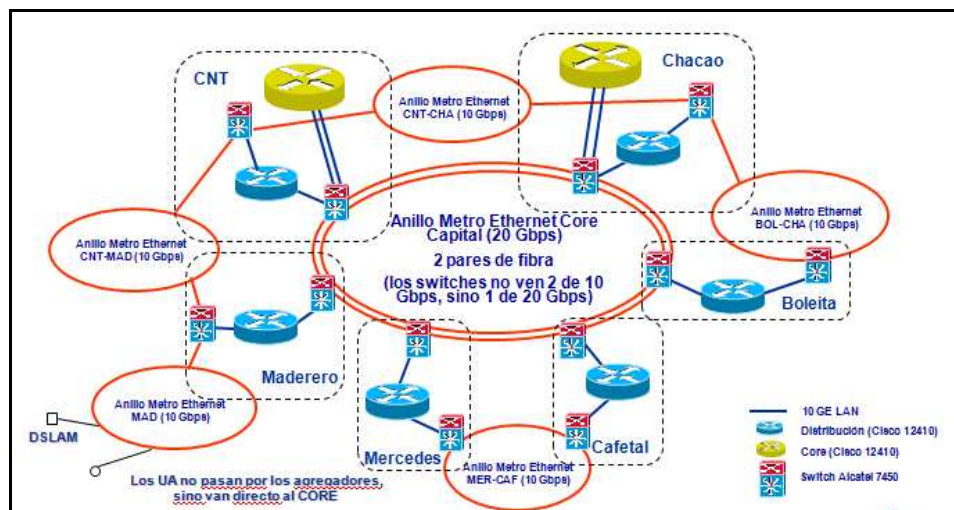 CNT
Chacao
Anillo Metro Ethernet
CNT-CHA (10 Gbps)
Anillo Metro Ethernet Core
Capital (20 Gbps)
2 pares de fibra
(los switches no ven 2 de 10
Gbps, sino 1 de 20 Gbps)
Anillo Metro Ethernet
BOL-CHA (10 Gbps)
Anillo Metro Ethernet
CNT-MAD (10 Gbps)
Boleita
Maderero
Anillo Metro Ethernet
MAD (10 Gbps)
DSLAM
Mercedes
Cafetal
Anillo Metro Ethernet
MER-CAF (10 Gbps)
Los UA no pasan por los agregadores,
sino van directo al CORE
10 GE LAN
Distribución (Cisco 12410)
Core (Cisco 12410)
Switch Alcatel 7450